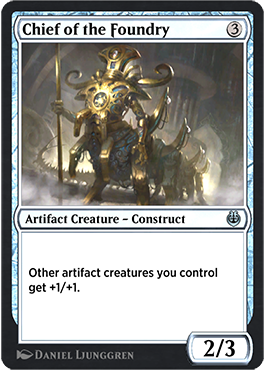 Chief of the Foundry 3
Artifact Creature – Construct
Other artifact creatures you control
get +1/+1.
DANIEL LJUNGGREN
2/3